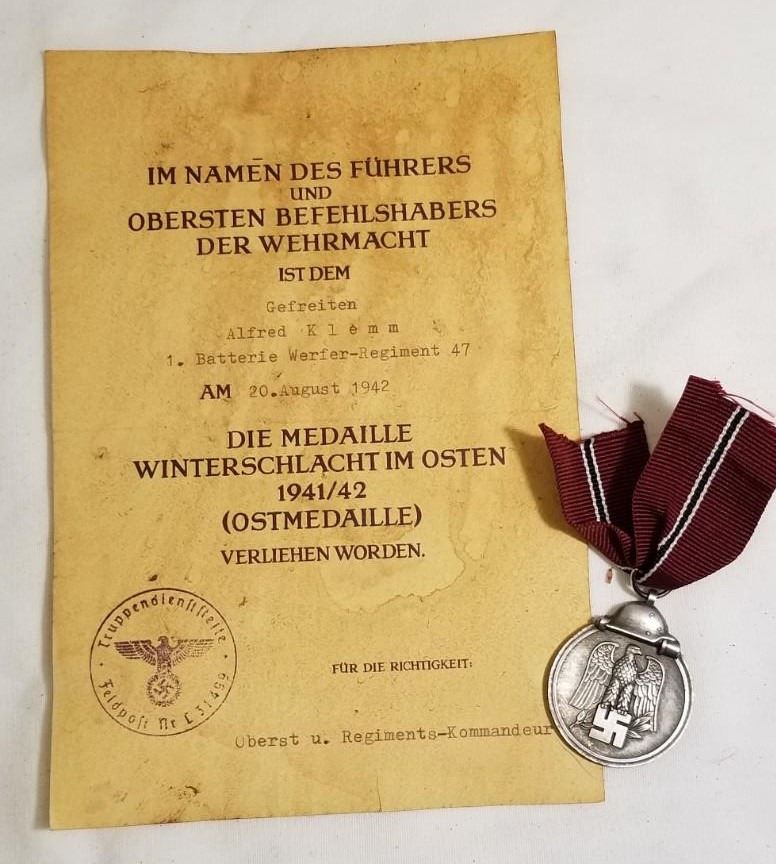 IM NAMEN DES FÜHRERS
UND
OBERSTEN BEFEHLSHABERS
DER WEHRMACHT
IST DEM
Gefreiten
Alfred K l e m m
1. Batterie Werfer-Regiment 47
AM 20.August 1942
DIE MEDAILLE
WINTERSCHLACHT IM OSTEN
1941/42
(OSTMEDAILLE)
VERLIEHEN WORDEN.
Truppendienststelle
Feldpost Nr L 31499
FÜR DIE RICHTIGKEIT:
Oberst u. Regiments-Kommandeur